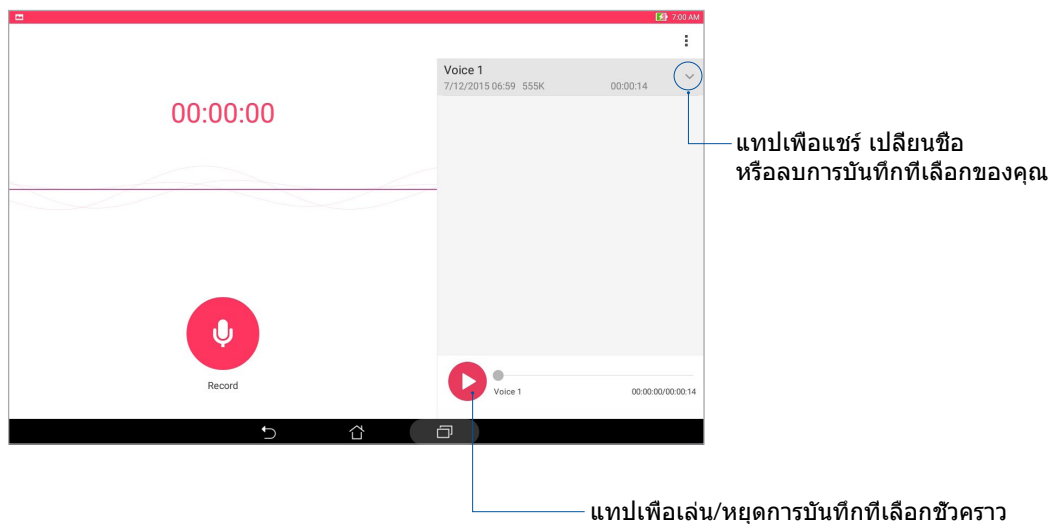 7:00 AM
Voice 1
7/12/2015 06:59 555K 00:00:14
00:00:00
แทปเพื่อแชร์ เปลี่ยนชื่อ
หรือลบการบันทึกที่เลือกของคุณ
Record
Voice 1 00:00:00/00:00:14
แทปเพื่อเล่น/หยุดการบันทึกที่เลือกชั่วคราว